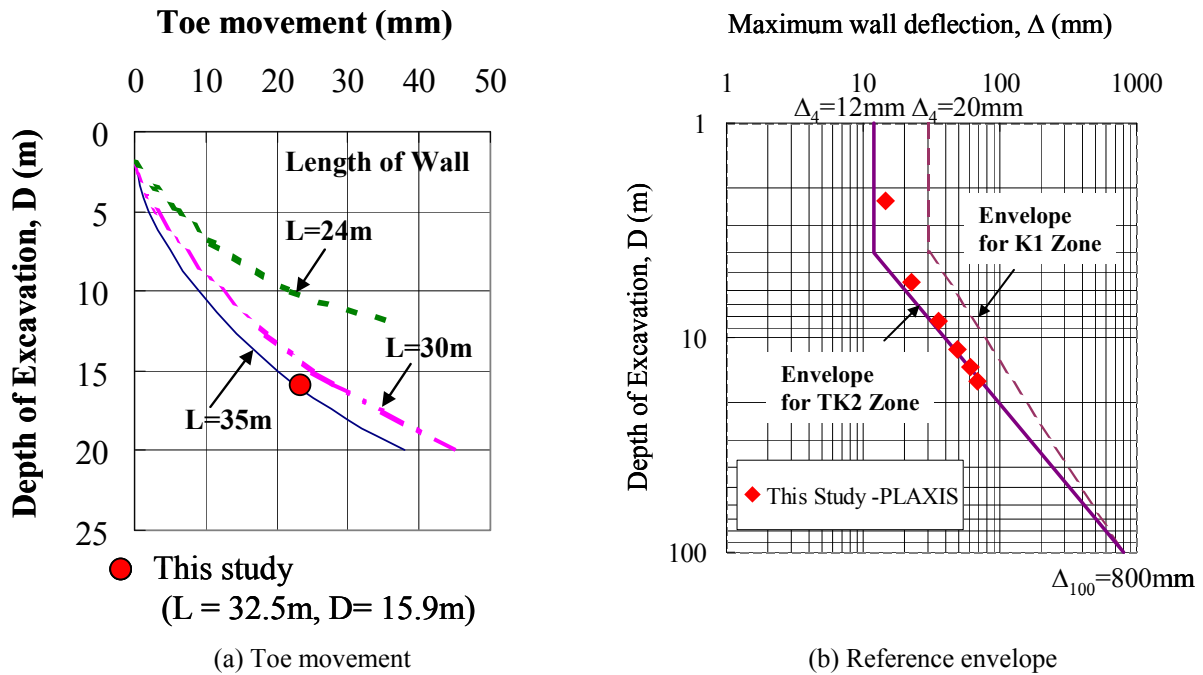 Toe movement (mm)
0 10 20 30 40 50
0
5
10
15
20
25
Depth of Excavation, D (m)
Length of Wall
L=24m
L=30m
L=35m
This study
(L = 32.5m, D= 15.9m)
(a) Toe movement
Maximum wall deflection, Δ (mm)
1 10 100 1000
Δ4=12mm Δ4=20mm
1
10
100
Depth of Excavation, D (m)
Envelope
for K1 Zone
Envelope
for TK2 Zone
This Study -PLAXIS
Δ100=800mm
(b) Reference envelope